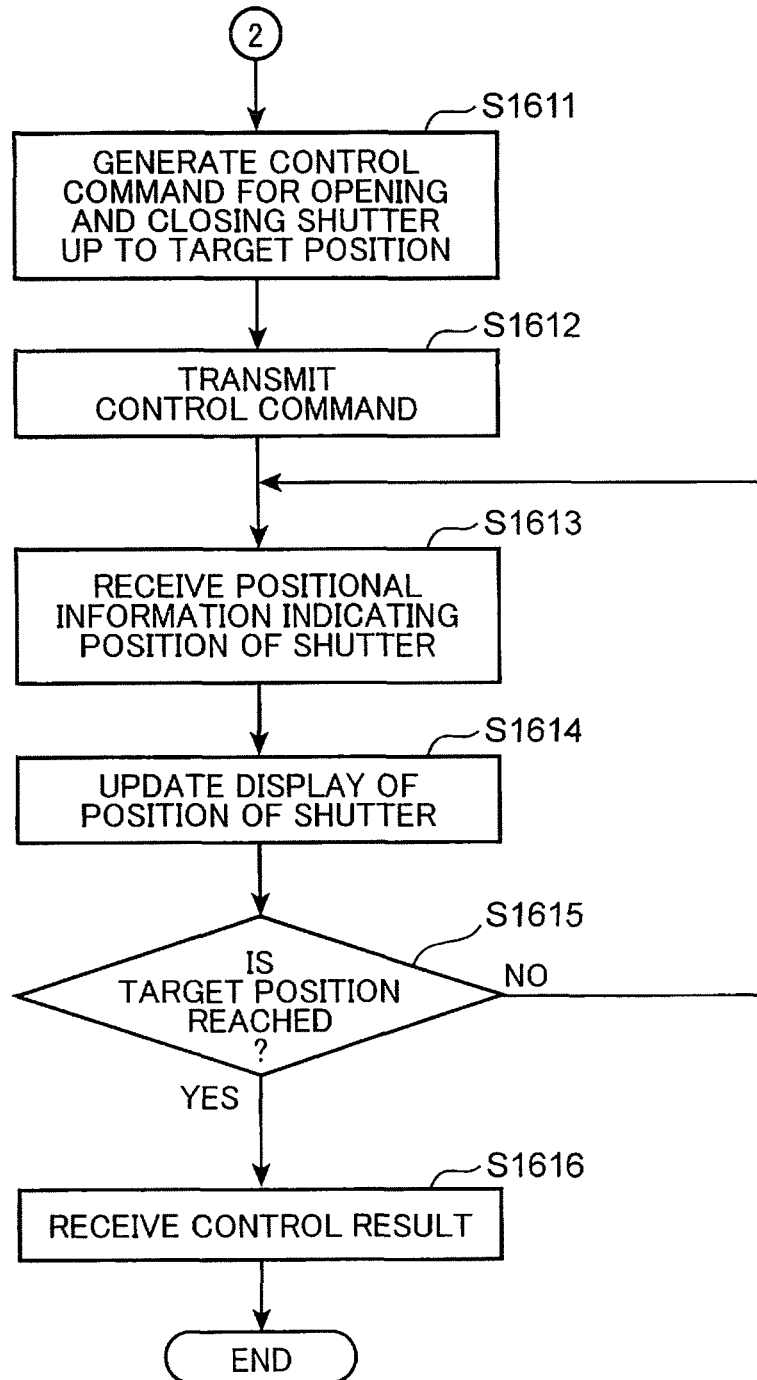 2
S1611
GENERATE CONTROL
COMMAND FOR OPENING
AND CLOSING SHUTTER
UP TO TARGET POSITION
S1612
TRANSMIT
CONTROL COMMAND
S1613
RECEIVE POSITIONAL
INFORMATION INDICATING
POSITION OF SHUTTER
S1614
UPDATE DISPLAY OF
POSITION OF SHUTTER
S1615
IS
TARGET POSITION
REACHED
?
NO
YES
S1616
RECEIVE CONTROL RESULT
END